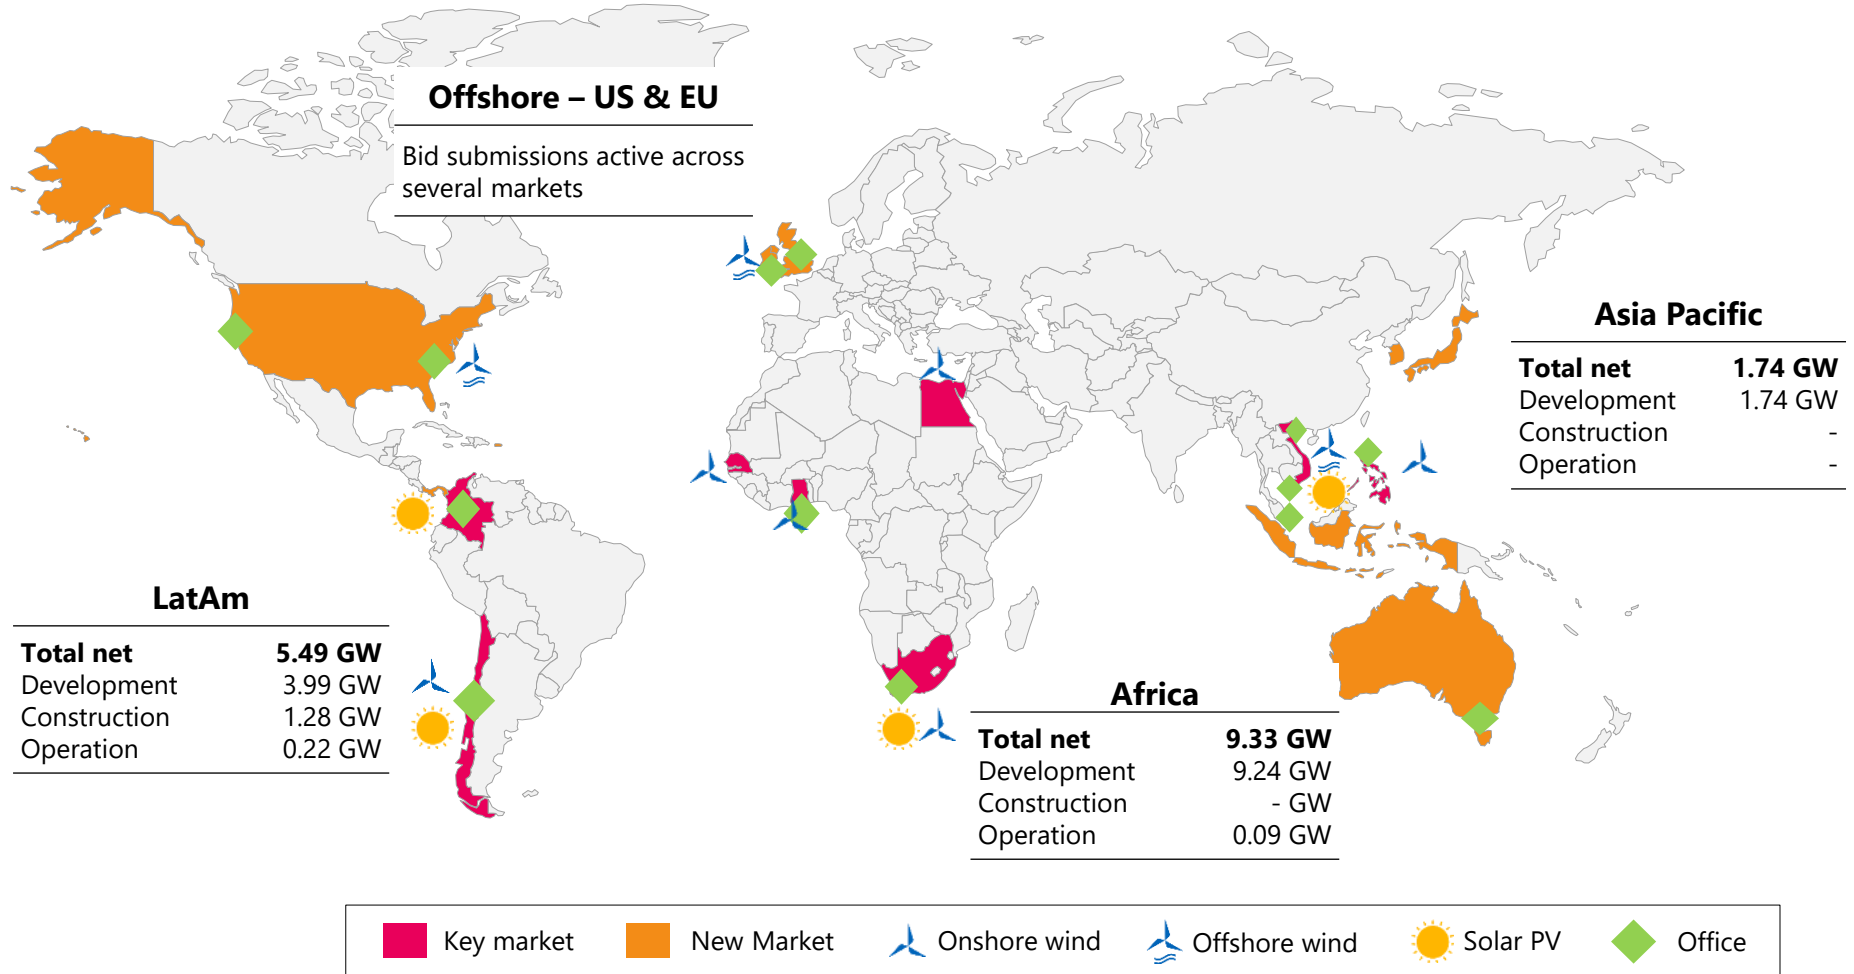 Offshore – US & EU
Bid submissions active across
several markets
Asia Pacific
Total net 1.74 GW
Development 1.74 GW
Construction -
Operation -
LatAm
Total net 5.49 GW
Development 3.99 GW
Construction 1.28 GW
Operation 0.22 GW
Africa
Total net 9.33 GW
Development 9.24 GW
Construction - GW
Operation 0.09 GW
Key market New Market Onshore wind Offshore wind Solar PV Office